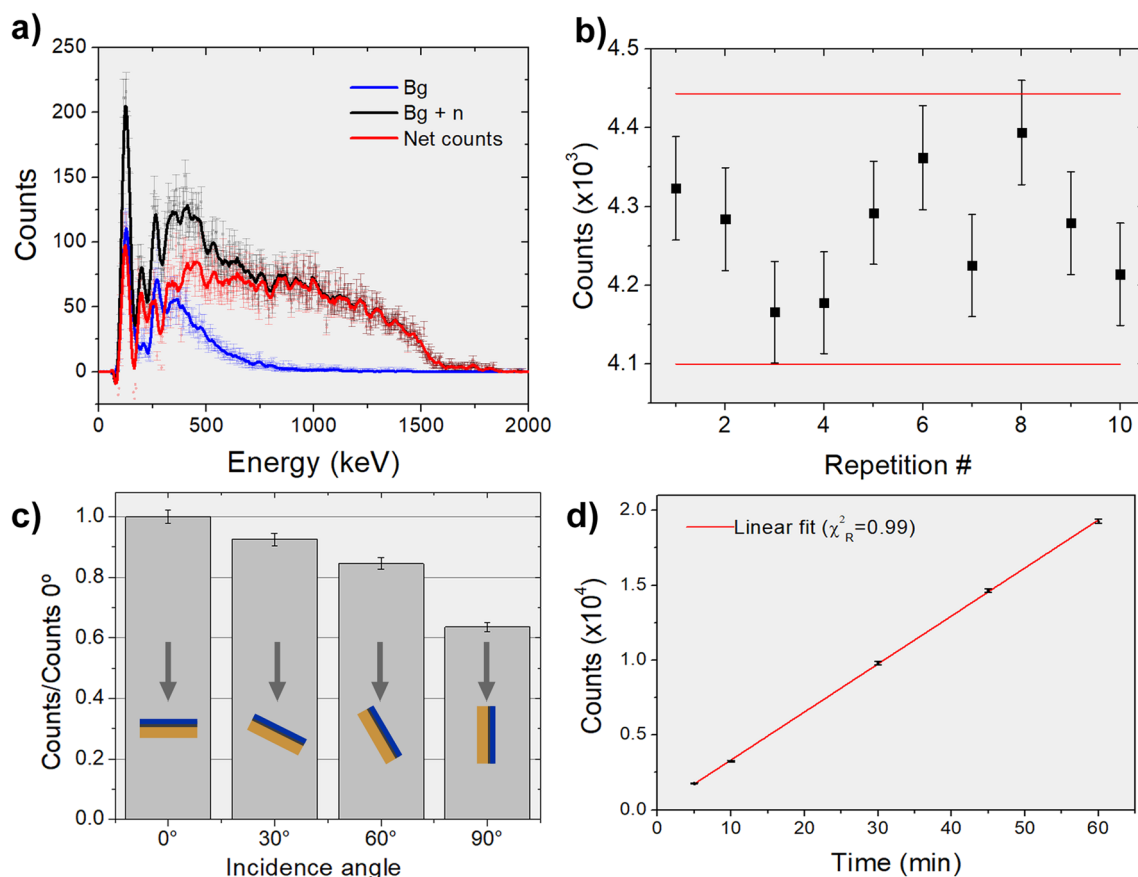 a)
250
200
150
100
50
0
Counts
Bg
Bg + n
Net counts
0
500
1000
1500
2000
Energy (keV)
b)
4.5
4.4
4.3
4.2
4.1
Counts (x10³)
2
4
6
8
10
Repetition #
c)
1.0
0.8
0.6
0.4
0.2
0.0
Counts/Counts 0º
0°
30°
60°
90°
Incidence angle
d)
2.0
1.5
1.0
0.5
0.0
Counts (x10⁴)
Linear fit (χ²_R=0.99)
0
10
20
30
40
50
60
Time (min)